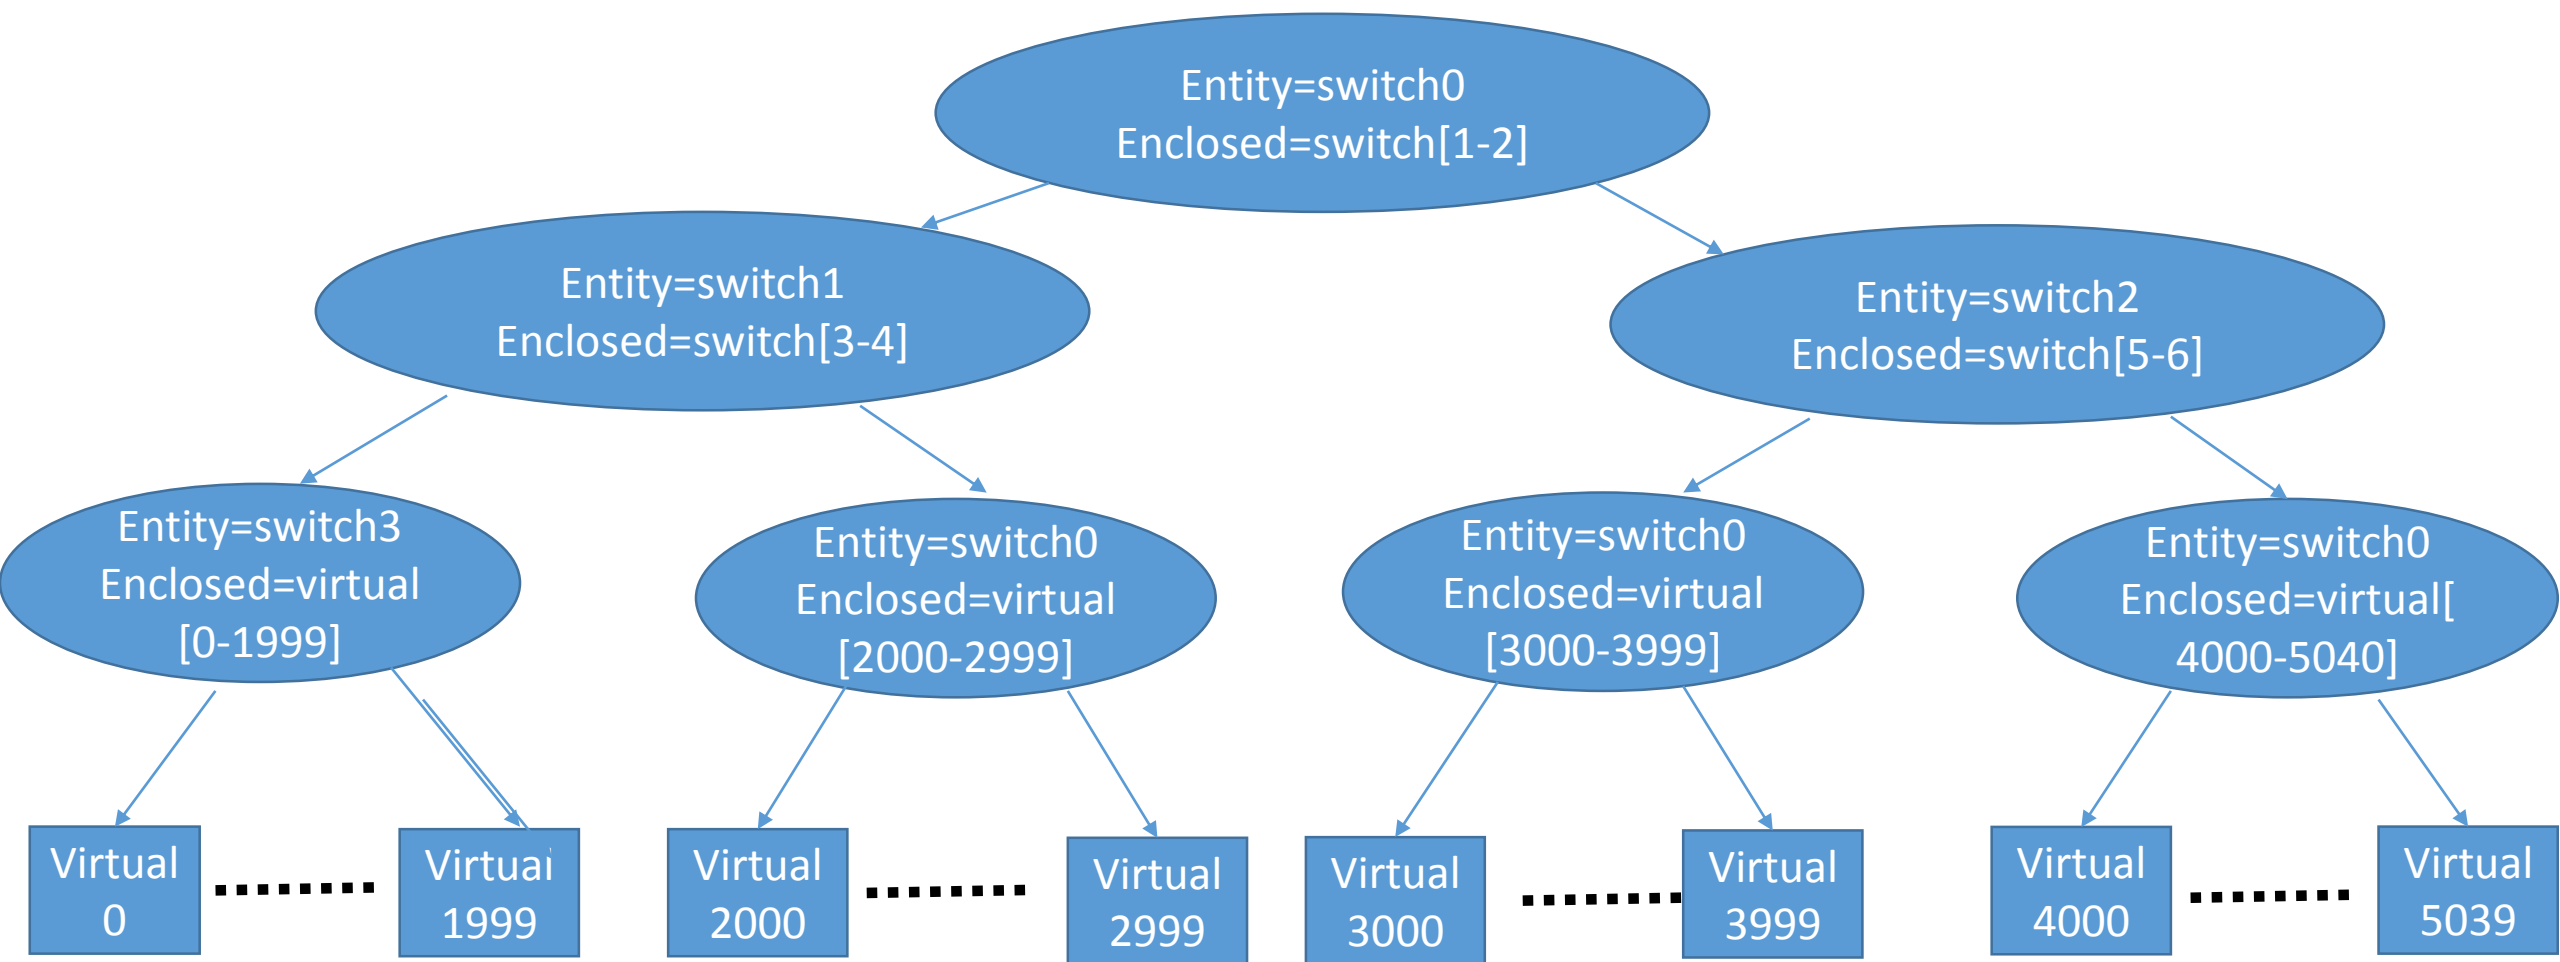 Entity=switch0
Enclosed=switch[1-2]
Entity=switch1
Enclosed=switch[3-4]
Entity=switch2
Enclosed=switch[5-6]
Entity=switch3
Enclosed=virtual
[0-1999]
Entity=switch0
Enclosed=virtual
[2000-2999]
Entity=switch0
Enclosed=virtual
[3000-3999]
Entity=switch0
Enclosed=virtual[
4000-5040]
Virtual
0
Virtual
1999
Virtual
2000
Virtual
2999
Virtual
3000
Virtual
3999
Virtual
4000
Virtual
5039